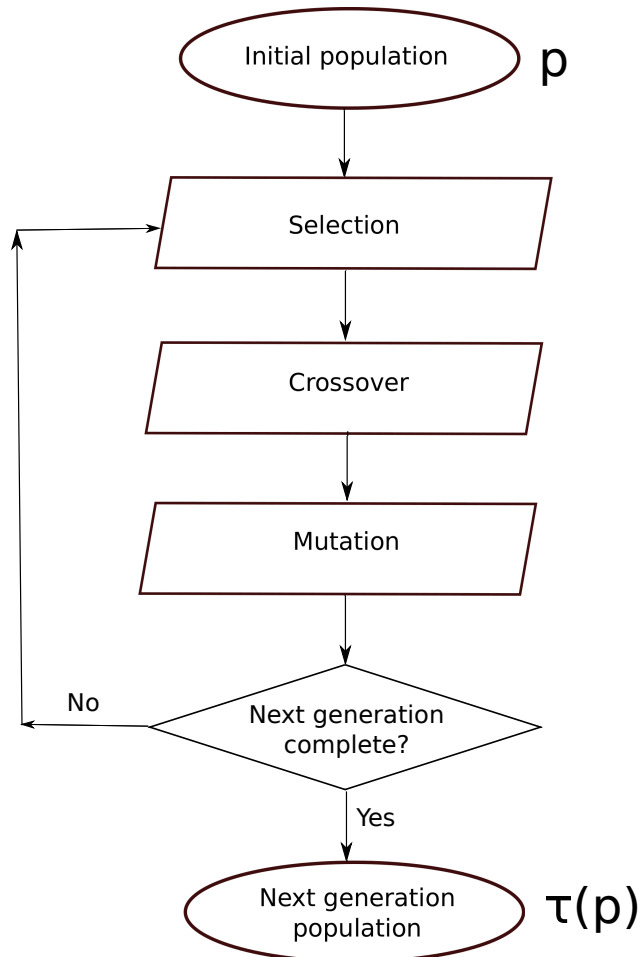 Initial population
p
Selection
Crossover
Mutation
Next generation
complete?
No
Yes
Next generation
population
τ(p)